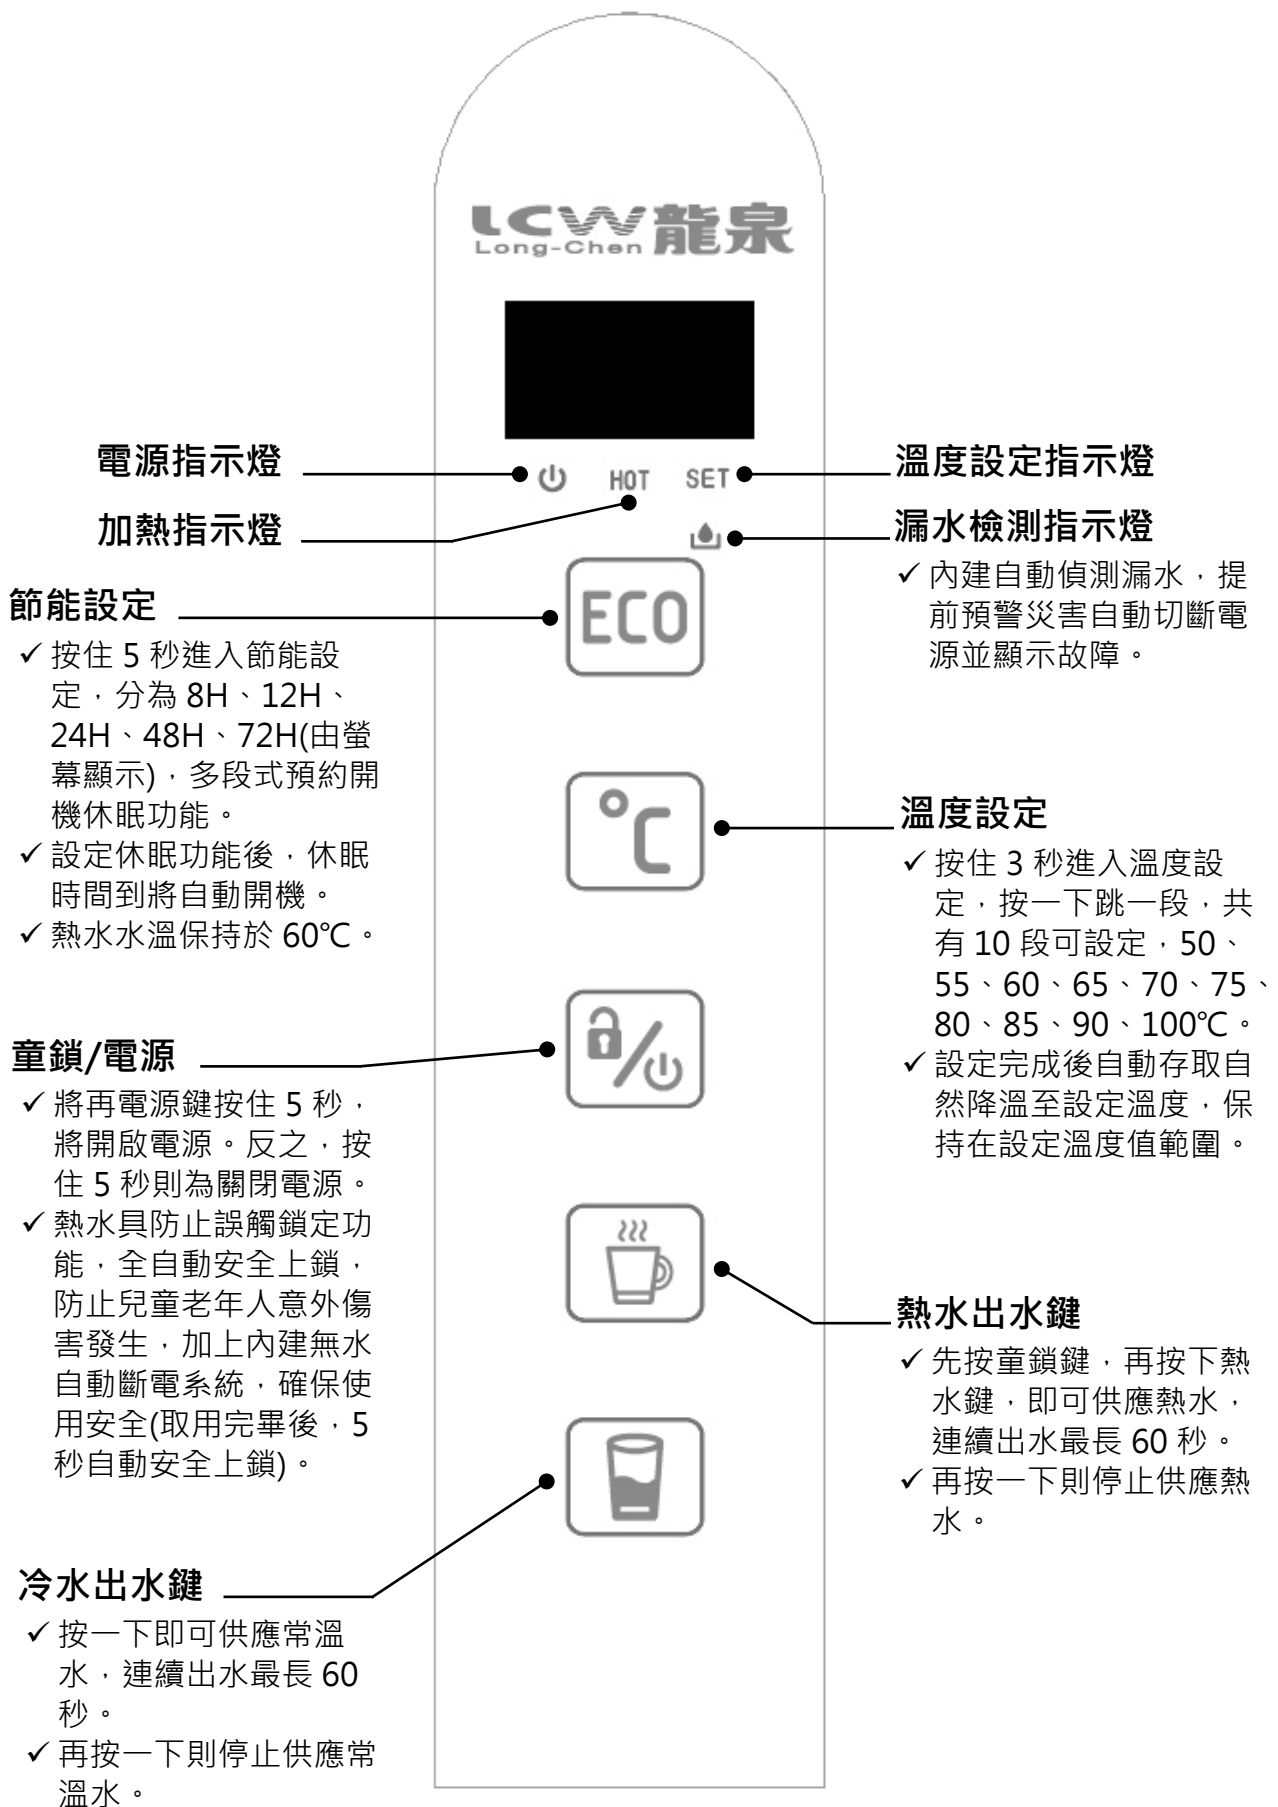 LCW龍泉
Long-Chen
電源指示燈
加熱指示燈
HOT
SET
溫度設定指示燈
漏水檢測指示燈
✓ 內建自動偵測漏水，提
前預警災害自動切斷電
源並顯示故障。
ECO
節能設定
✓ 按住 5 秒進入節能設
定，分為 8H、12H、
24H、48H、72H(由螢
幕顯示)，多段式預約開
機休眠功能。
✓ 設定休眠功能後，休眠
時間到將自動開機。
✓ 熱水水溫保持於 60℃。
℃
溫度設定
✓ 按住 3 秒進入溫度設
定，按一下跳一段，共
有 10 段可設定，50、
55、60、65、70、75、
80、85、90、100℃。
✓ 設定完成後自動存取自
然降溫至設定溫度，保
持在設定溫度值範圍。
童鎖/電源
✓ 將再電源鍵按住 5 秒，
將開啟電源。反之，按
住 5 秒則為關閉電源。
✓ 熱水具防止誤觸鎖定功
能，全自動安全上鎖，
防止兒童老年人意外傷
害發生，加上內建無水
自動斷電系統，確保使
用安全(取用完畢後，5
秒自動安全上鎖)。
熱水出水鍵
✓ 先按童鎖鍵，再按下熱
水鍵，即可供應熱水，
連續出水最長 60 秒。
✓ 再按一下則停止供應熱
水。
冷水出水鍵
✓ 按一下即可供應常溫
水，連續出水最長 60
秒。
✓ 再按一下則停止供應常
溫水。